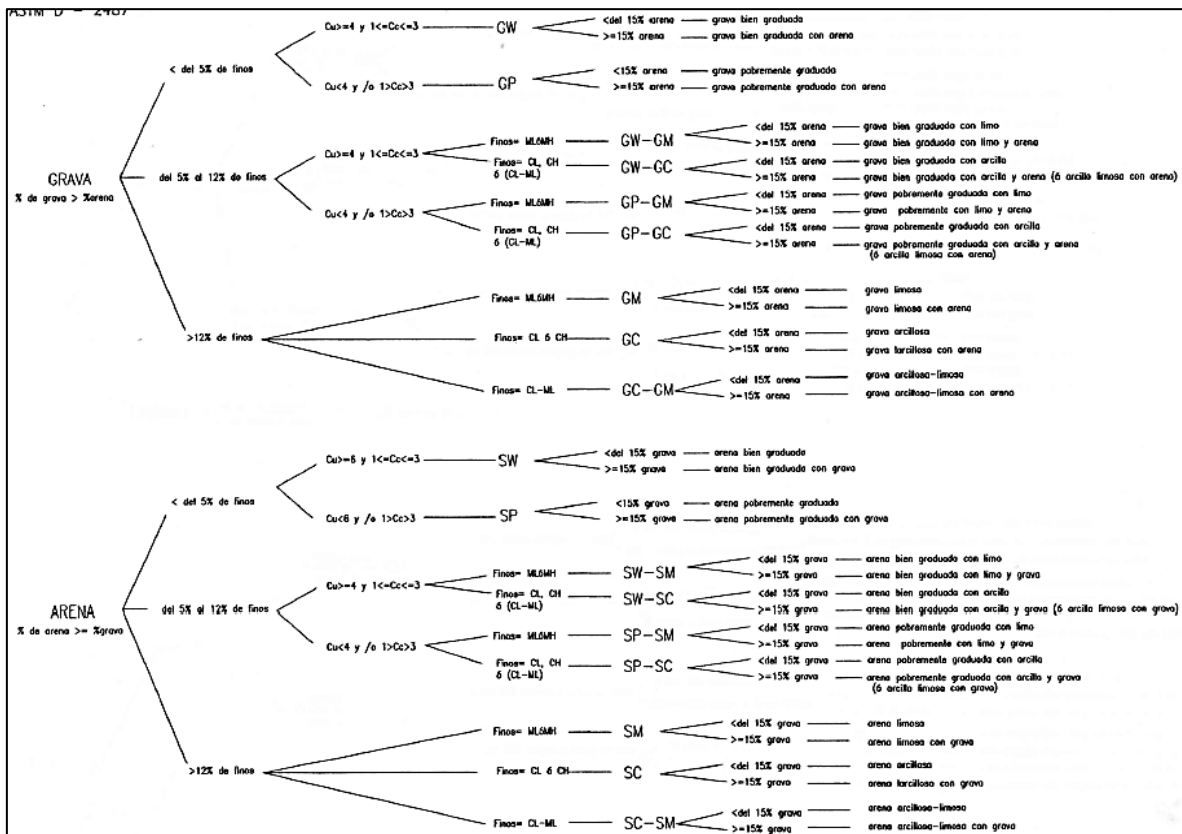 ASTM D - 2487
Cu>=4 y 1<=Cc<=3
GW
<del 15% arena
grava bien graduada
>=15% arena
grava bien graduada con arena
< del 5% de finos
Cu<4 y /o 1>Cc>3
GP
<15% arena
grava pobremente graduada
>=15% arena
grava pobremente graduada con arena
GRAVA
% de grava > %arena
del 5% al 12% de finos
Cu>=4 y 1<=Cc<=3
Finos= MLóMH
GW-GM
<del 15% arena
grava bien graduada con limo
>=15% arena
grava bien graduada con limo y arena
Finos= CL, CH
ó (CL-ML)
GW-GC
<del 15% arena
grava bien graduada con arcilla
>=15% arena
grava bien graduada con arcilla y arena (ó arcilla limosa con arena)
Cu<4 y /o 1>Cc>3
Finos= MLóMH
GP-GM
<del 15% arena
grava pobremente graduada con limo
>=15% arena
grava pobremente con limo y arena
Finos= CL, CH
ó (CL-ML)
GP-GC
<del 15% arena
grava pobremente graduada con arcilla
>=15% arena
grava pobremente graduada con arcilla y arena
(ó arcilla limosa con arena)
>12% de finos
Finos= MLóMH
GM
<del 15% arena
grava limosa
>=15% arena
grava limosa con arena
Finos= CL ó CH
GC
<del 15% arena
grava arcillosa
>=15% arena
grava tarcillosa con arena
Finos= CL-ML
GC-GM
<del 15% arena
grava arcillosa-limosa
>=15% arena
grava arcillosa-limosa con arena
Cu>=6 y 1<=Cc<=3
SW
<del 15% grava
arena bien graduada
>=15% grava
arena bien graduada con grava
< del 5% de finos
Cu<6 y /o 1>Cc>3
SP
<15% grava
arena pobremente graduada
>=15% grava
arena pobremente graduada con grava
ARENA
% de arena >= %grava
del 5% al 12% de finos
Cu>=4 y 1<=Cc<=3
Finos= MLóMH
SW-SM
<del 15% grava
arena bien graduada con limo
>=15% grava
arena bien graduada con limo y grava
Finos= CL, CH
ó (CL-ML)
SW-SC
<del 15% grava
arena bien graduada con arcilla
>=15% grava
arena bien graduada con arcilla y grava (ó arcilla limosa con grava)
Cu<4 y /o 1>Cc>3
Finos= MLóMH
SP-SM
<del 15% grava
arena pobremente graduada con limo
>=15% grava
arena pobremente con limo y grava
Finos= CL, CH
ó (CL-ML)
SP-SC
<del 15% grava
arena pobremente graduada con arcilla
>=15% grava
arena pobremente graduada con arcilla y grava
(ó arcilla limosa con grava)
>12% de finos
Finos= MLóMH
SM
<del 15% grava
arena limosa
>=15% grava
arena limosa con grava
Finos= CL ó CH
SC
<del 15% grava
arena arcillosa
>=15% grava
arena tarcillosa con grava
Finos= CL-ML
SC-SM
<del 15% grava
arena arcillosa-limosa
>=15% grava
arena arcillosa-limosa con grava